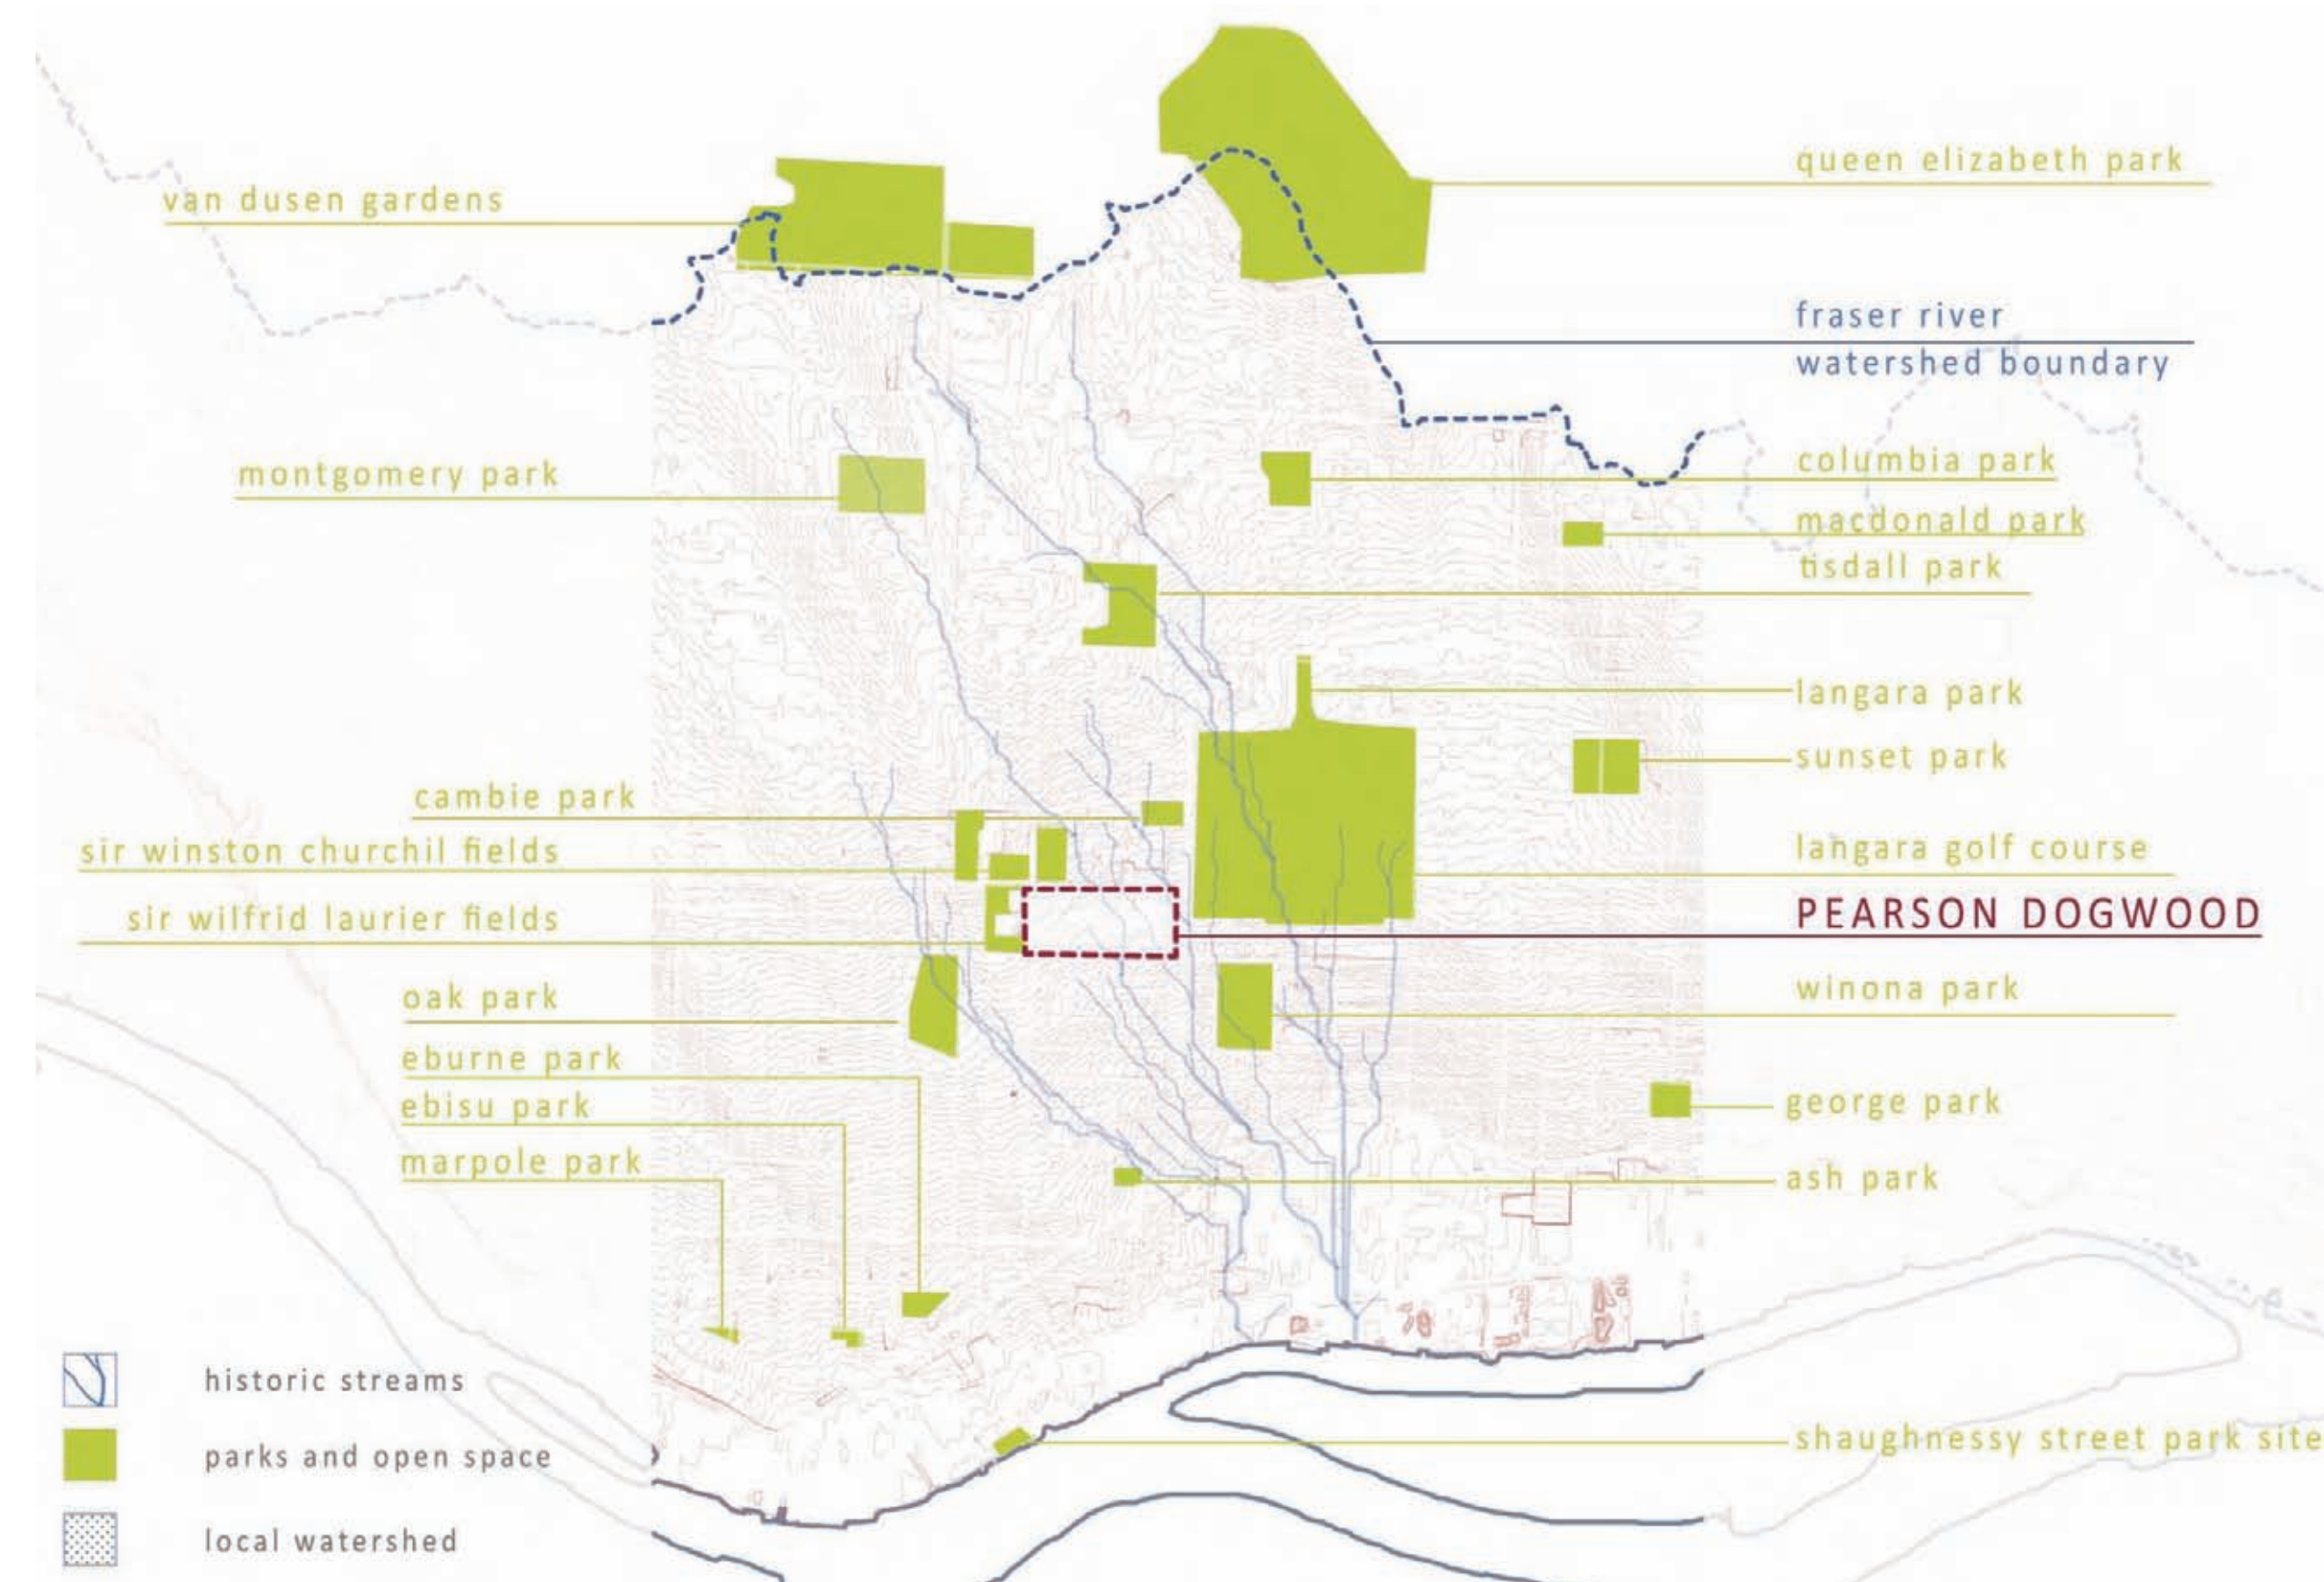 queen elizabeth park
van dusen gardens
fraser river
watershed boundary
columbia park
montgomery park
macdonald park
tisdall park
langara park
sunset park
cambie park
sir winston churchil fields
langara golf course
PEARSON DOGWOOD
sir wilfrid laurier fields
winona park
oak park
eburne park
ebisu park
george park
marpole park
ash park
historic streams
shaughnessy street park site
parks and open space
local watershed